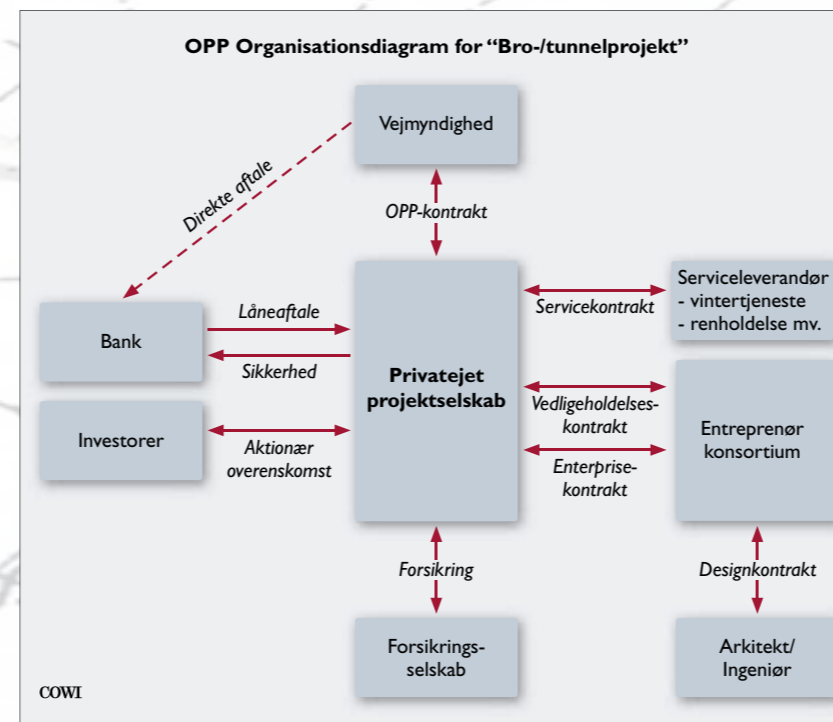 OPP Organisationsdiagram for “Bro-/tunnelprojekt”
Vejmyndighed
Direkte aftale
OPP-kontrakt
Bank
Låneaftale
Sikkerhed
Investorer
Aktionær
overenskomst
Privatejet
projektselskab
Servicekontrakt
Serviceleverandør
- vintertjeneste
- renholdelse mv.
Vedligeholdelses-
kontrakt
Enterprise-
kontrakt
Entreprenør
konsortium
Forsikring
Designkontrakt
Forsikrings-
selskab
Arkitekt/
Ingeniør
COWI